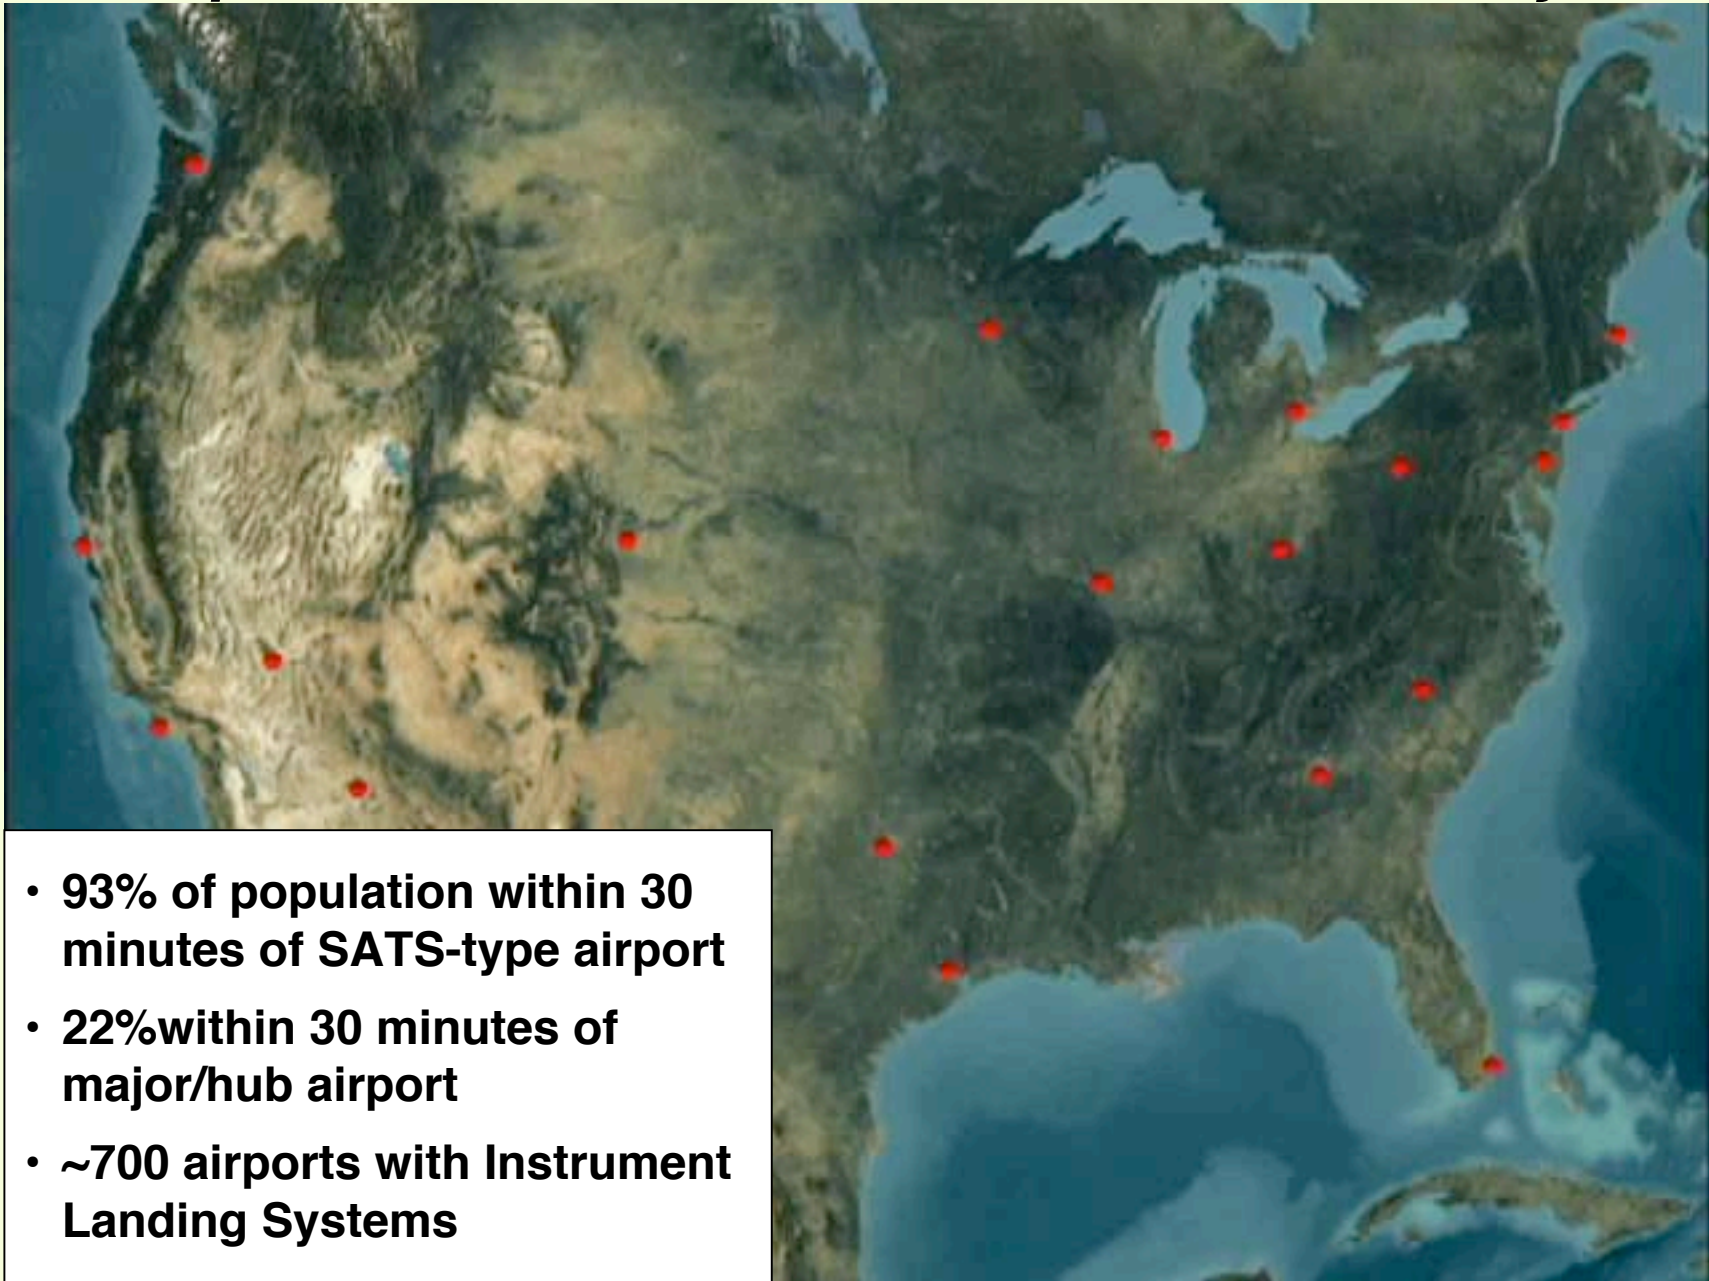 • 93% of population within 30
minutes of SATS-type airport
• 22%within 30 minutes of
major/hub airport
• ~700 airports with Instrument
Landing Systems